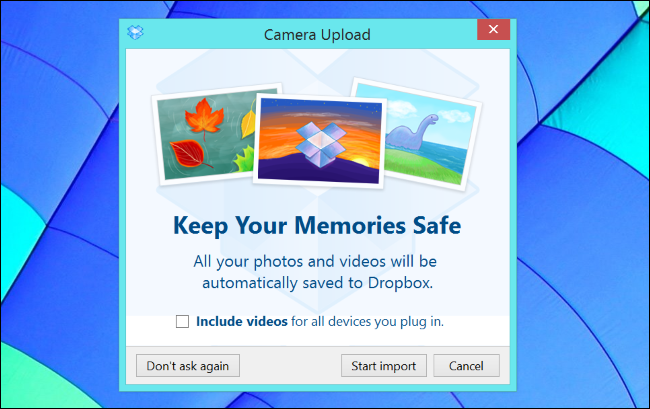 Camera Upload
Keep Your Memories Safe
All your photos and videos will be
automatically saved to Dropbox.
Include videos for all devices you plug in.
Don't ask again
Start import
Cancel